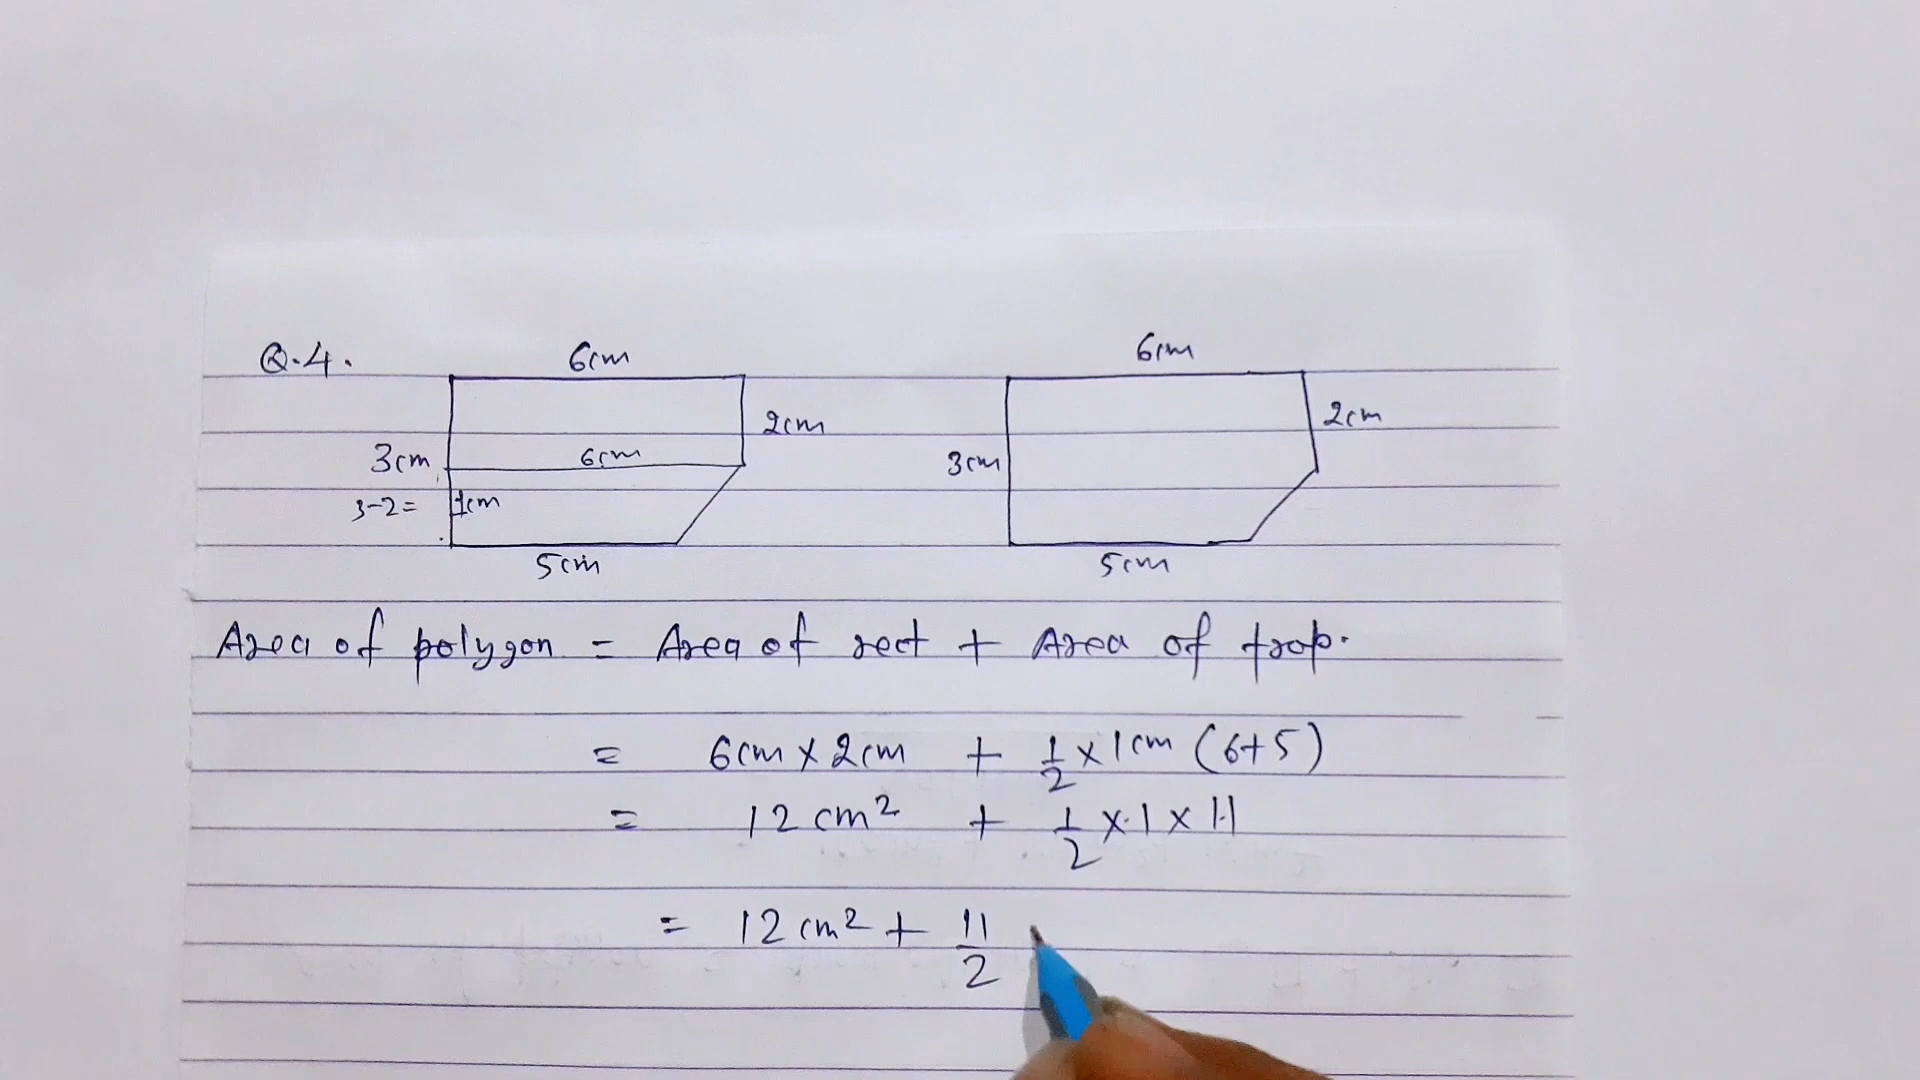 Q.4.
6cm
2cm
3cm
6cm
3-2=
1cm
5cm
6cm
2cm
3cm
5cm
Area of polygon = Area of rect + Area of trap.
= 6cm × 2cm + 1/2 × 1cm (6+5)
= 12 cm² + 1/2 × 1 × 11
= 12 cm² + 11/2